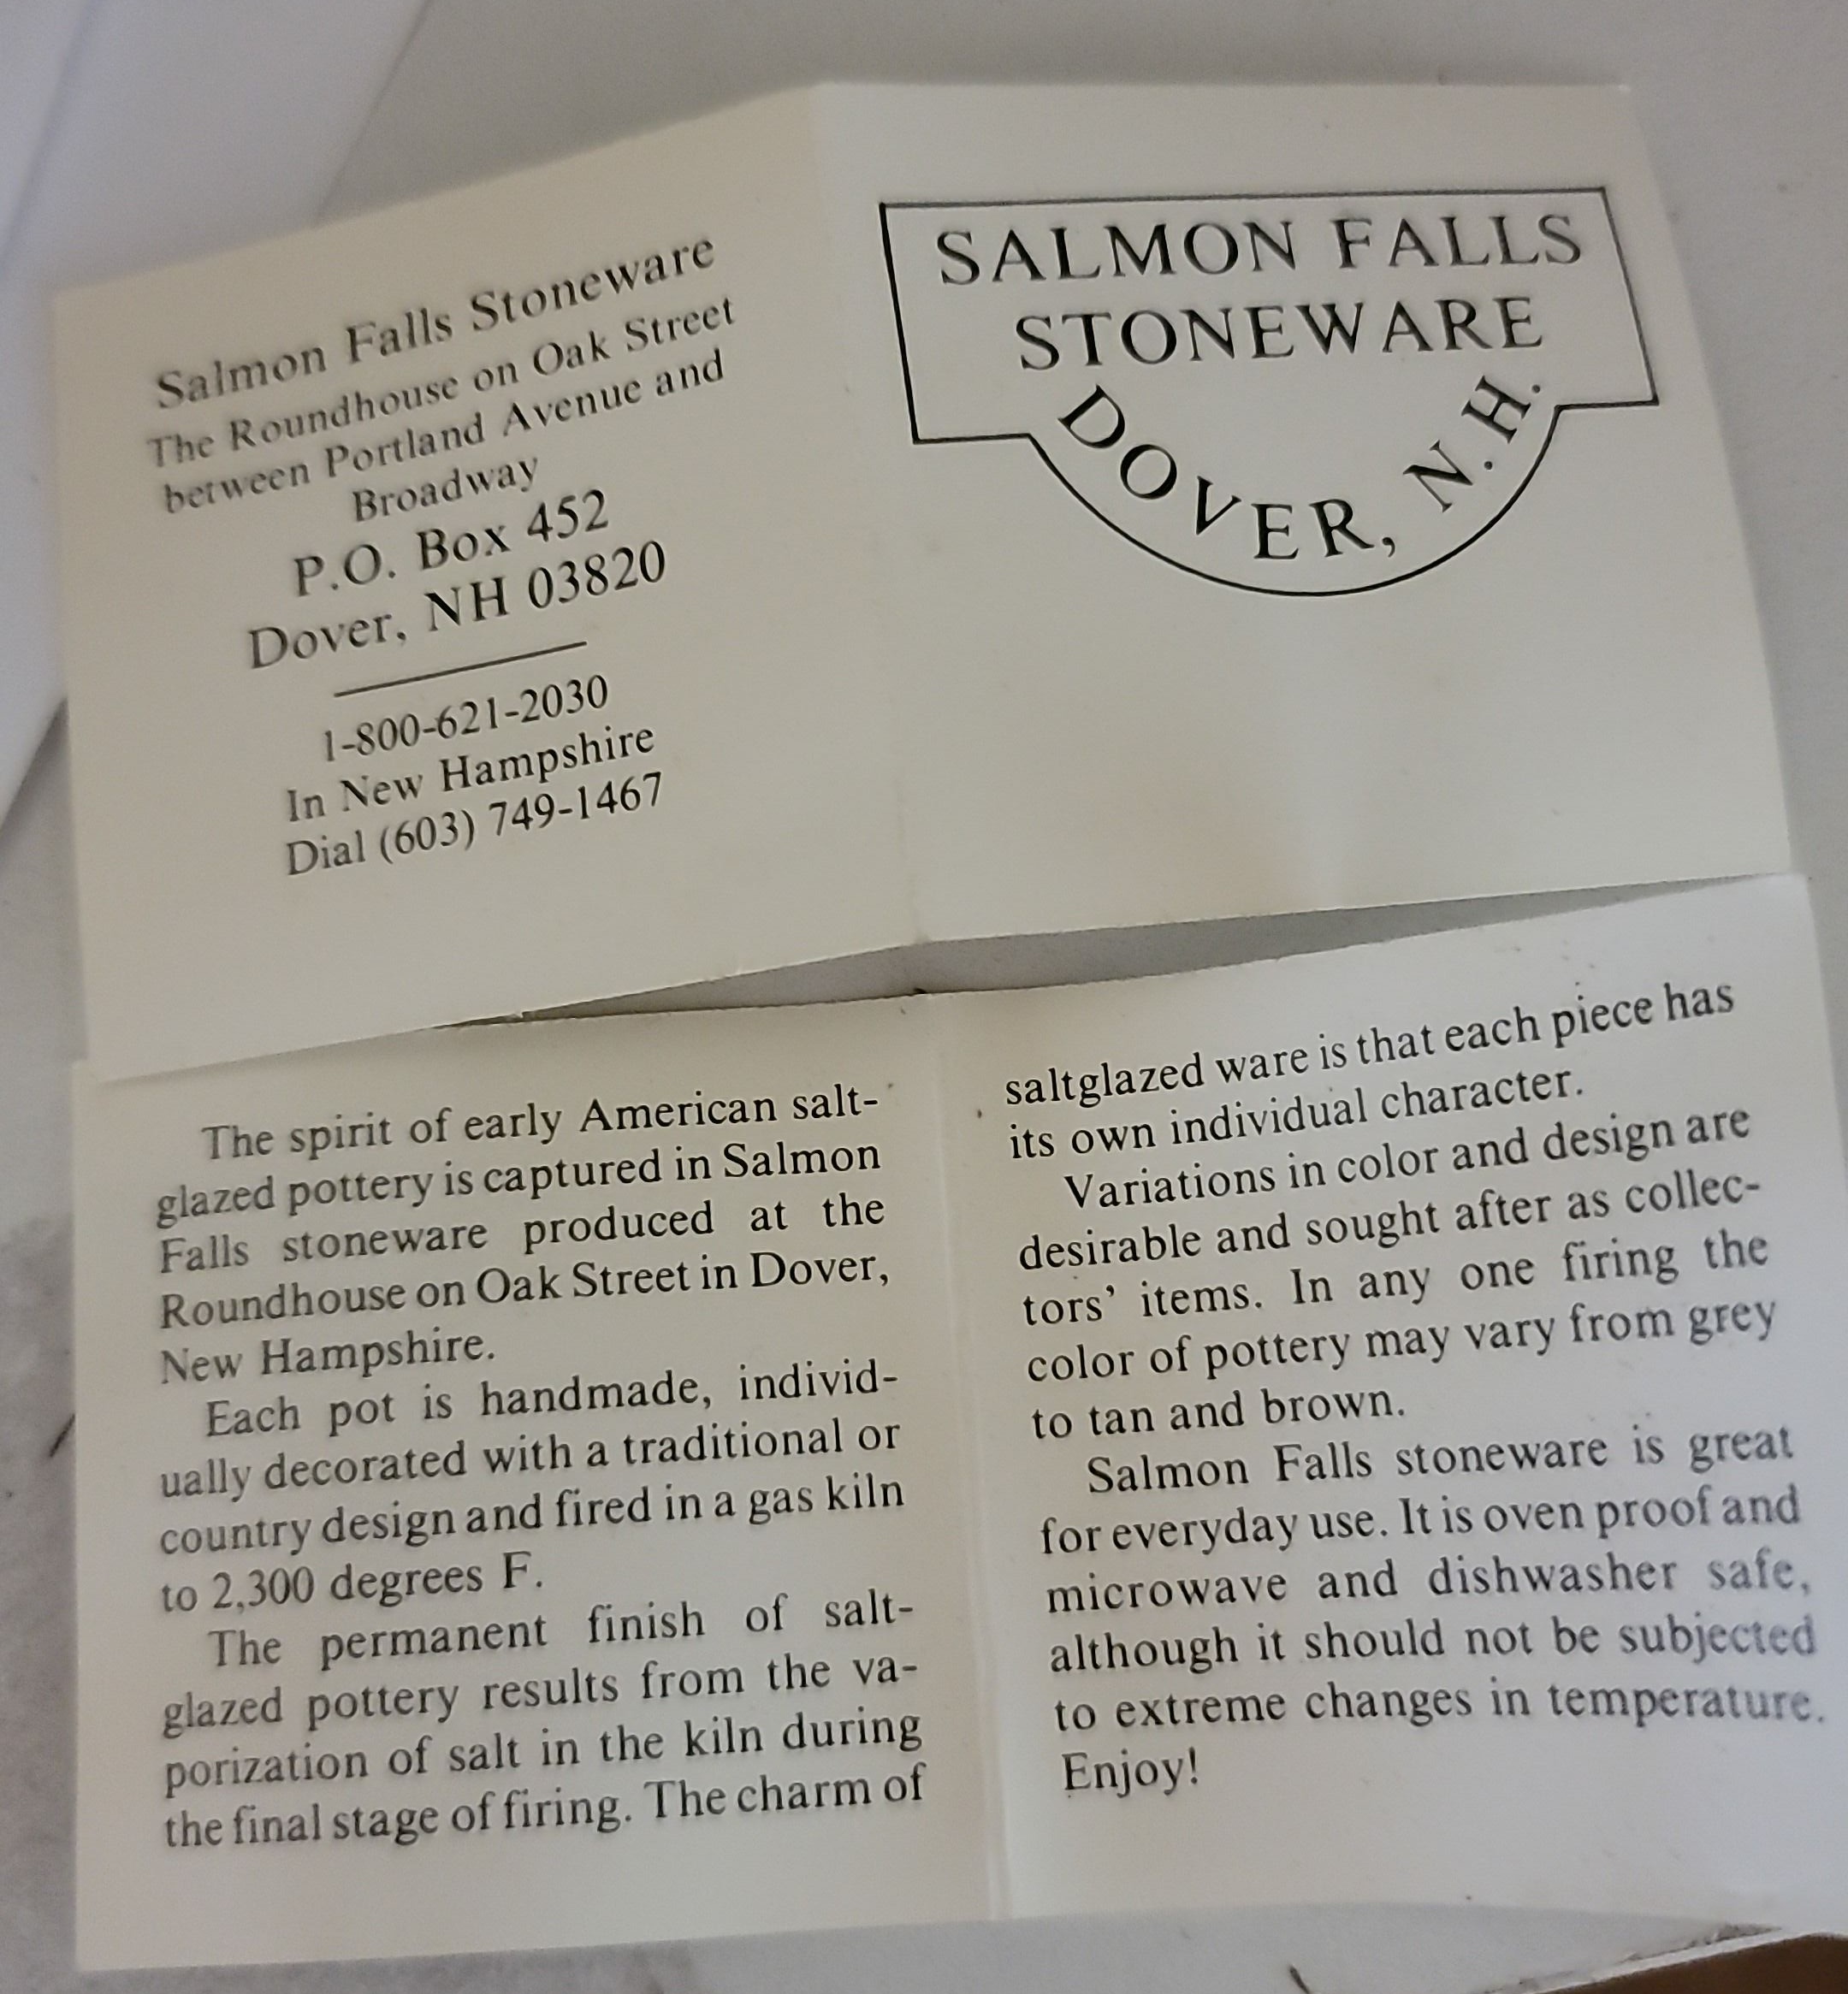 Salmon Falls Stoneware
The Roundhouse on Oak Street
between Portland Avenue and
Broadway
P.O. Box 452
Dover, NH 03820
1-800-621-2030
In New Hampshire
Dial (603) 749-1467
SALMON FALLS
STONEWARE
DOVER, N.H.
The spirit of early American salt-
glazed pottery is captured in Salmon
Falls stoneware produced at the
Roundhouse on Oak Street in Dover,
New Hampshire.
Each pot is handmade, individ-
ually decorated with a traditional or
country design and fired in a gas kiln
to 2,300 degrees F.
The permanent finish of salt-
glazed pottery results from the va-
porization of salt in the kiln during
the final stage of firing. The charm of
saltglazed ware is that each piece has
its own individual character.
Variations in color and design are
desirable and sought after as collec-
tors' items. In any one firing the
color of pottery may vary from grey
to tan and brown.
Salmon Falls stoneware is great
for everyday use. It is oven proof and
microwave and dishwasher safe,
although it should not be subjected
to extreme changes in temperature.
Enjoy!